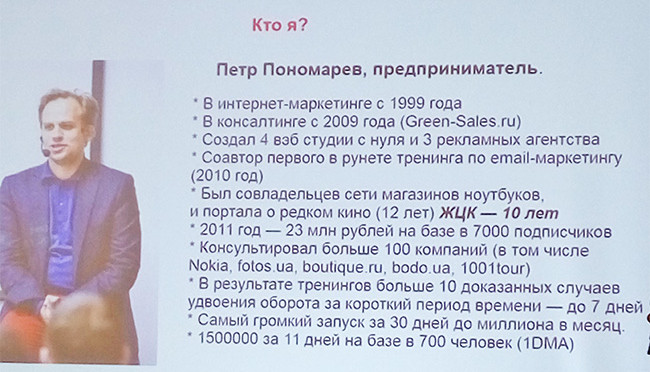 Кто я?
Петр Пономарев, предприниматель.
* В интернет-маркетинге с 1999 года
* В консалтинге с 2009 года (Green-Sales.ru)
* Создал 4 вэб студии с нуля и 3 рекламных агентства
* Соавтор первого в рунете тренинга по email-маркетингу
(2010 год)
* Был совладельцев сети магазинов ноутбуков,
и портала о редком кино (12 лет) ЖЦК — 10 лет
* 2011 год — 23 млн рублей на базе в 7000 подписчиков
* Консультировал больше 100 компаний (в том числе
Nokia, fotos.ua, boutique.ru, bodo.ua, 1001tour)
* В результате тренингов больше 10 доказанных случаев
удвоения оборота за короткий период времени — до 7 дней
* Самый громкий запуск за 30 дней до миллиона в месяц.
* 1500000 за 11 дней на базе в 700 человек (1DMA)